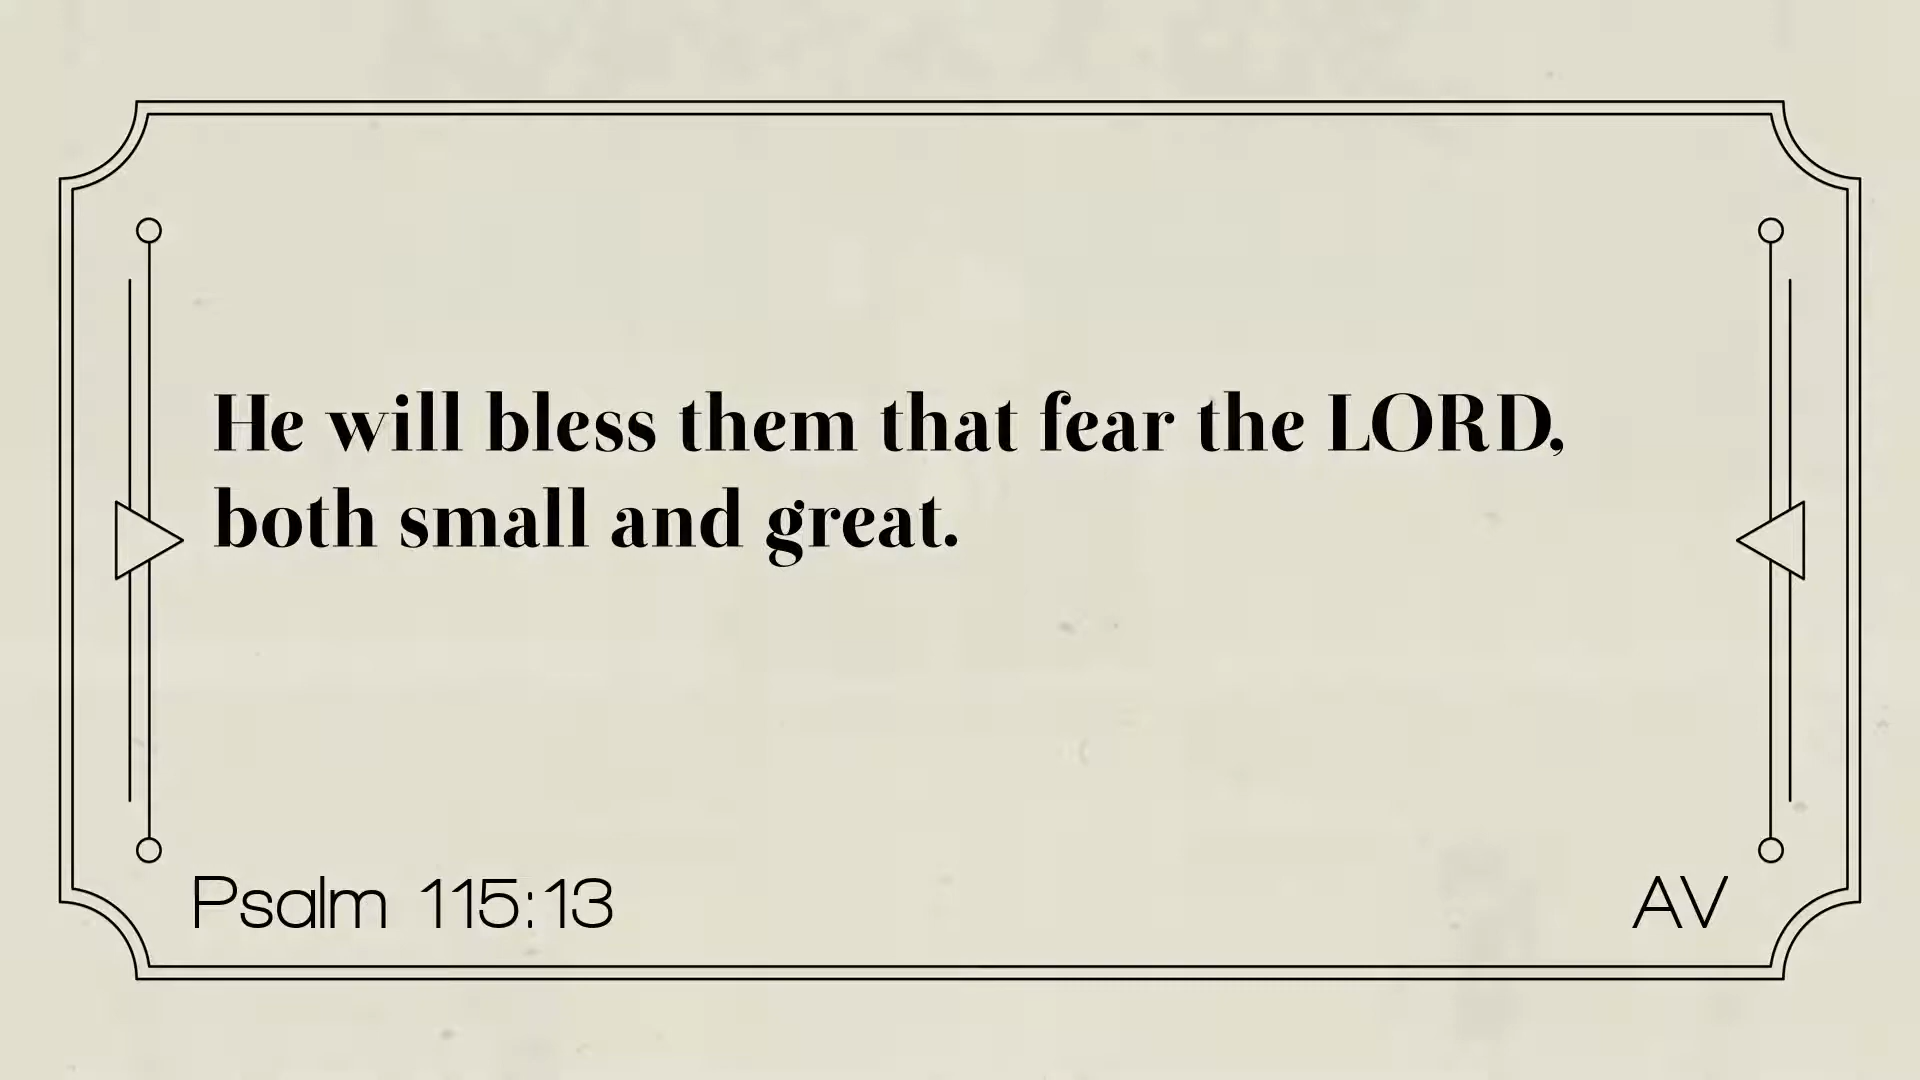 He will bless them that fear the LORD,
both small and great.
Psalm 115:13
AV